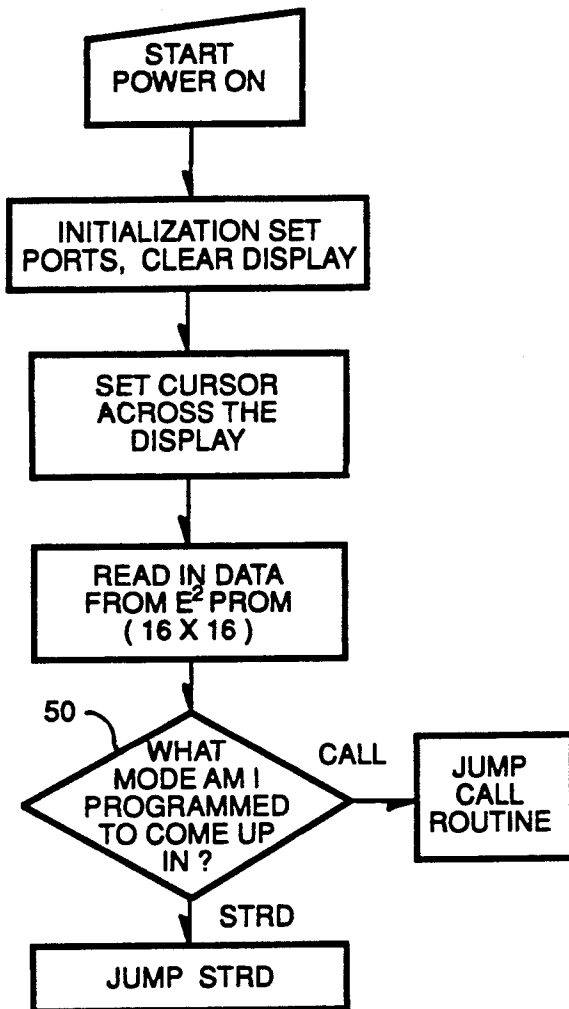 START
POWER ON
INITIALIZATION SET
PORTS, CLEAR DISPLAY
SET CURSOR
ACROSS THE
DISPLAY
READ IN DATA
FROM E² PROM
( 16 X 16 )
50
WHAT
MODE AM I
PROGRAMMED
TO COME UP
IN ?
CALL
JUMP
CALL
ROUTINE
STRD
JUMP STRD